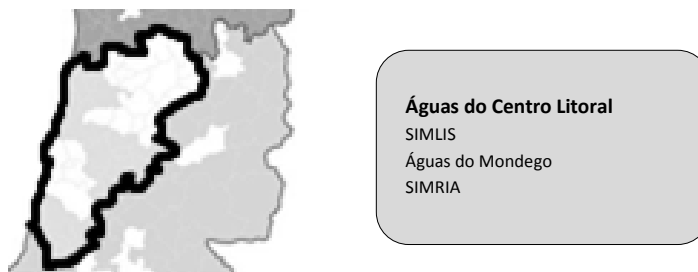 Águas do Centro Litoral
SIMLIS
Águas do Mondego
SIMRIA